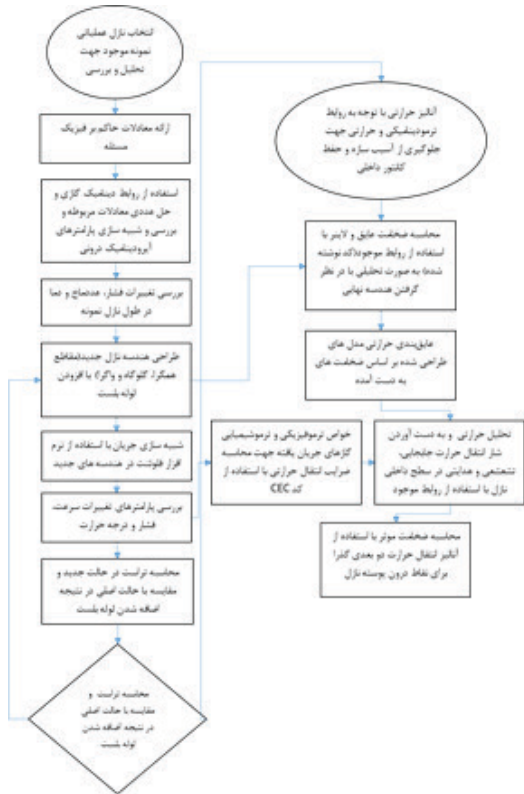 انتخاب نازل عملیاتی
نمونه موجود جهت
تحلیل و بررسی
ارائه معادلات حاکم بر فیزیک
مسئله
استفاده از روابط دینامیک گازی و
حل عددی معادلات مربوطه و
بررسی و شبیه سازی پارامترهای
آیرودینامیک درونی
بررسی تغییرات فشار، عددماخ و دما
در طول نازل نمونه
طراحی هندسه نازل جدید(مقاطع
همگرا، گلوگاه و واگرا) با افزودن
لوله بلست
شبیه سازی جریان با استفاده از نرم
افزار فلوئنت در هندسه های جدید
بررسی پارامترهای تغییرات سرعت،
فشار و درجه حرارت
محاسبه تراست در حالت جدید و
مقایسه با حالت اصلی در نتیجه
اضافه شدن لوله بلست
محاسبه تراست و
مقایسه با حالت اصلی
در نتیجه اضافه شدن
لوله بلست
آنالیز حرارتی با توجه به روابط
ترمودینامیکی و حرارتی جهت
جلوگیری از آسیب سازه و حفظ
کانتور داخلی
محاسبه ضخامت عایق و لاینر با
استفاده از روابط موجود(کد نوشته
شده) به صورت تحلیلی با در نظر
گرفتن هندسه نهایی
عایق‌بندی حرارتی مدل های
طراحی شده بر اساس ضخامت های
به دست آمده
خواص ترموفیزیکی و ترموشیمیایی
گازهای جریان یافته جهت محاسبه
ضرایب انتقال حرارتی با استفاده از
کد CEC
تحلیل حرارتی و به دست آوردن
شار انتقال حرارت جابجایی،
تشعشعی و هدایتی در سطح داخلی
نازل با استفاده از روابط موجود
محاسبه ضخامت موثر با استفاده از
آنالیز انتقال حرارت دو بعدی گذرا
برای نقاط درون پوسته نازل